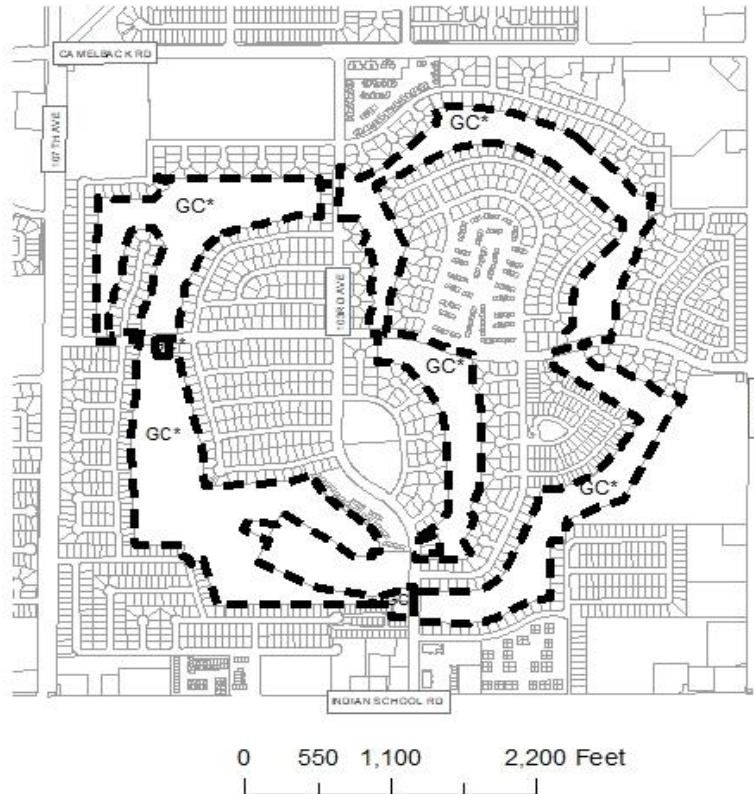 CAMELBACK RD
107TH AVE
GC*
GC*
103RD AVE
GC*
GC*
GC*
GC
INDIAN SCHOOL RD
0 550 1,100 2,200 Feet